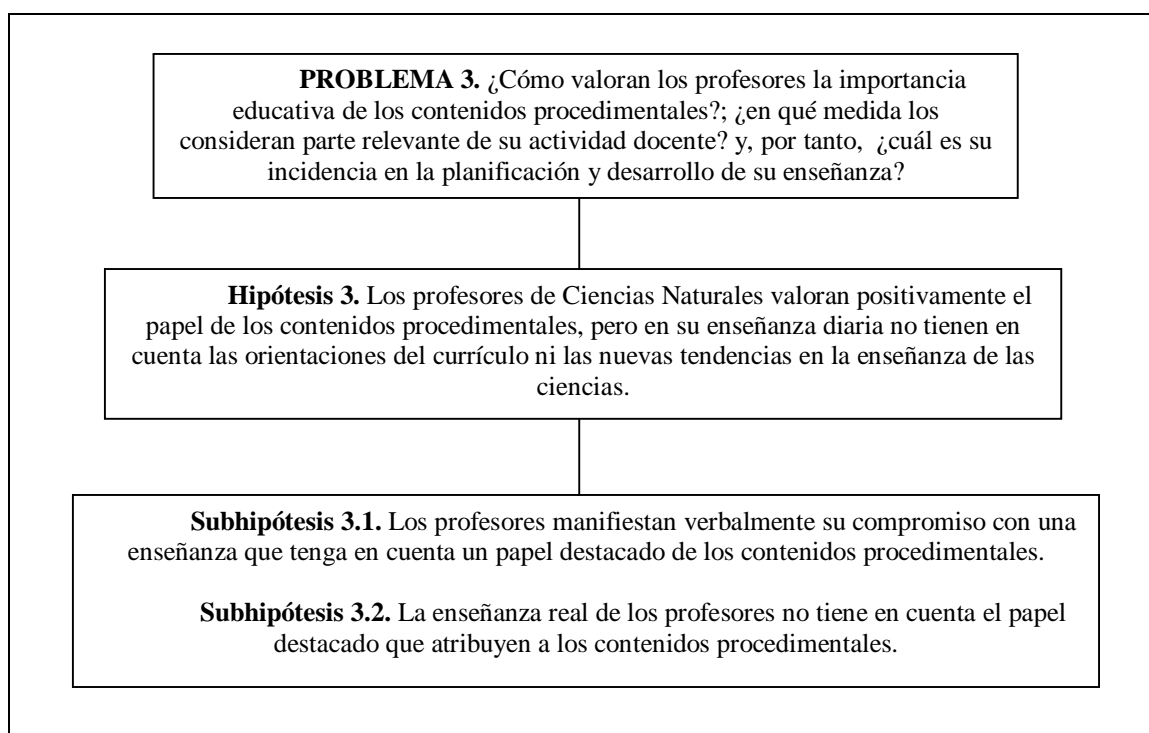 PROBLEMA 3. ¿Cómo valoran los profesores la importancia
educativa de los contenidos procedimentales?; ¿en qué medida los
consideran parte relevante de su actividad docente? y, por tanto, ¿cuál es su
incidencia en la planificación y desarrollo de su enseñanza?
Hipótesis 3. Los profesores de Ciencias Naturales valoran positivamente el
papel de los contenidos procedimentales, pero en su enseñanza diaria no tienen en
cuenta las orientaciones del currículo ni las nuevas tendencias en la enseñanza de las
ciencias.
Subhipótesis 3.1. Los profesores manifiestan verbalmente su compromiso con una
enseñanza que tenga en cuenta un papel destacado de los contenidos procedimentales.
Subhipótesis 3.2. La enseñanza real de los profesores no tiene en cuenta el papel
destacado que atribuyen a los contenidos procedimentales.